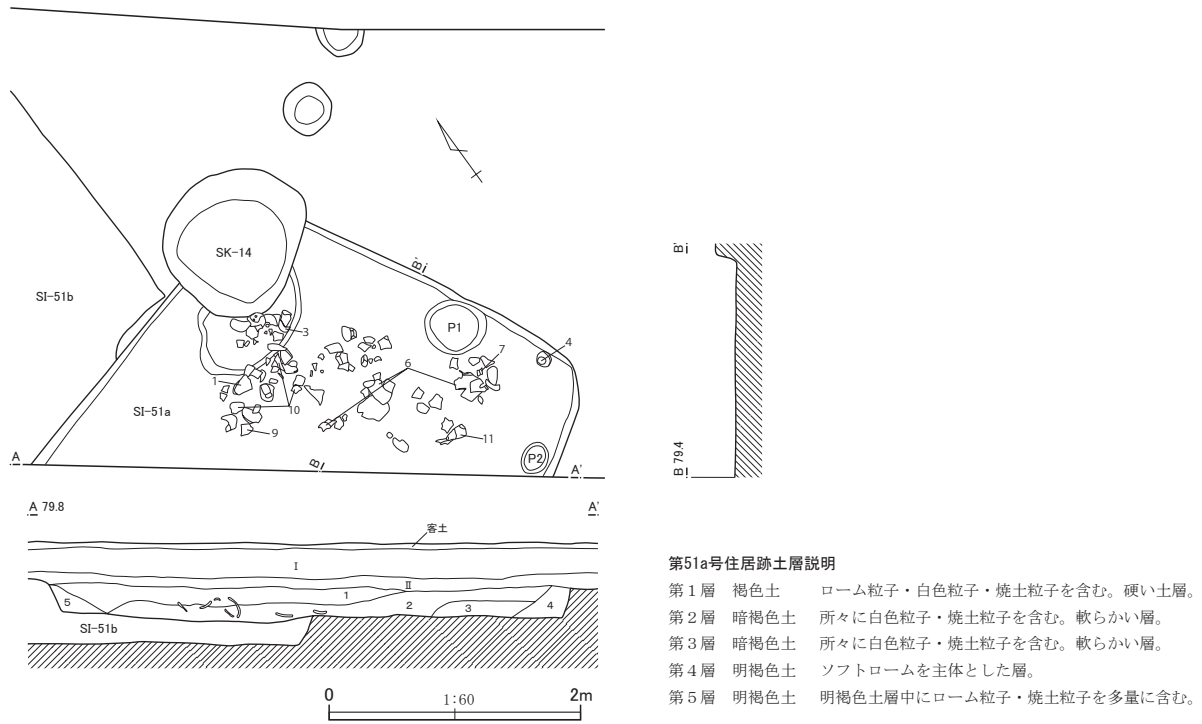 SK-14
B'
SI-51b
P1
3
4
7
6
1
SI-51a
10
9
11
P2
A
B
A'
A 79.8
A'
客土
I
II
1
5
2
3
4
SI-51b
0
1:60
2m
B'
B 79.4
第51a号住居跡土層説明
第1層 褐色土 ローム粒子・白色粒子・焼土粒子を含む。硬い土層。
第2層 暗褐色土 所々に白色粒子・焼土粒子を含む。軟らかい層。
第3層 暗褐色土 所々に白色粒子・焼土粒子を含む。軟らかい層。
第4層 明褐色土 ソフトロームを主体とした層。
第5層 明褐色土 明褐色土層中にローム粒子・焼土粒子を多量に含む。